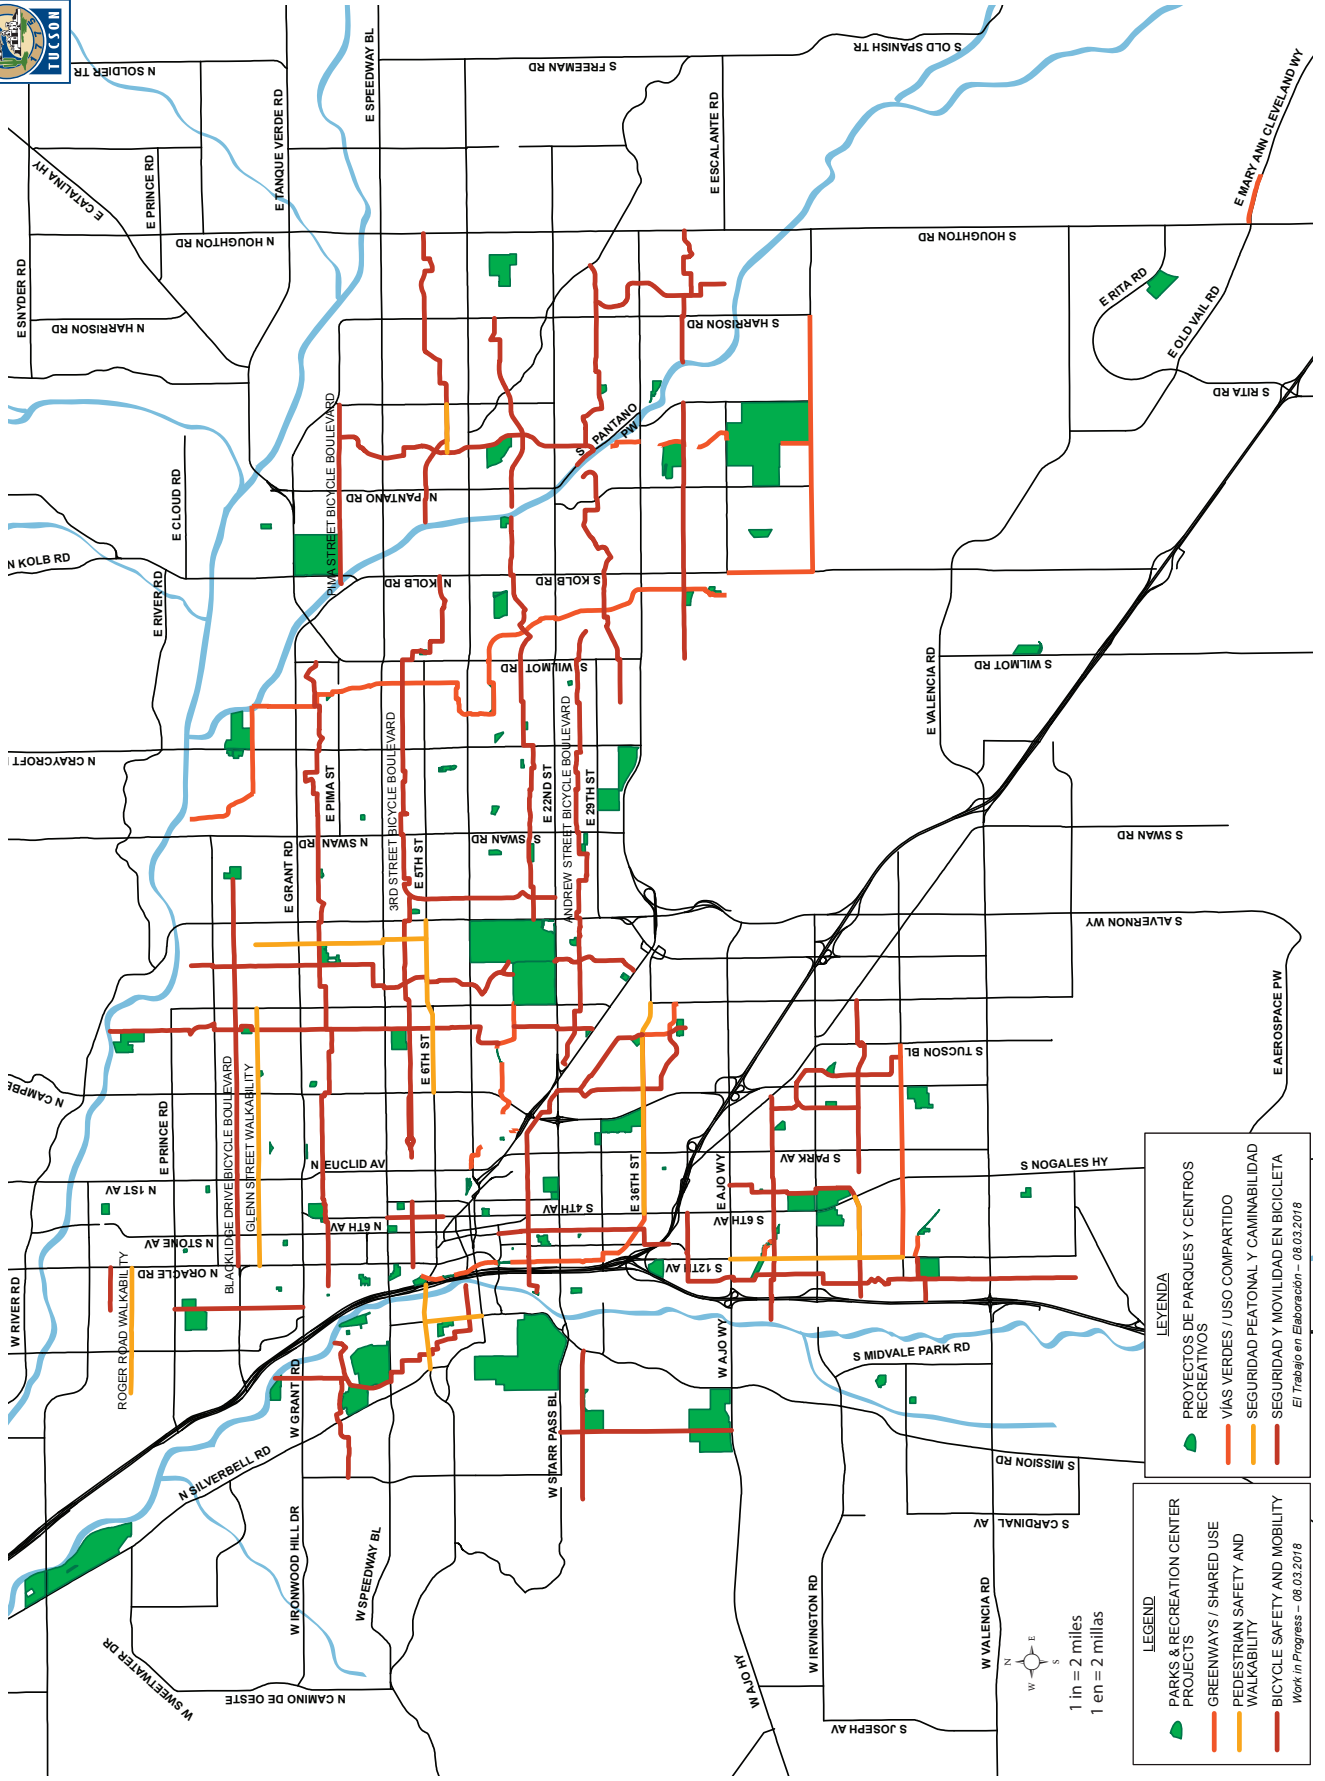 1775
TUCSON
N SOLDIER TR
E SPEEDWAY BL
S FREEMAN RD
S OLD SPANISH TR
E CATALINA HY
E PRINCE RD
E TANQUE VERDE RD
E ESCALANTE RD
E MARY ANN CLEVELAND WY
E SNYDER RD
N HOUGHTON RD
S HOUGHTON RD
N HARRISON RD
S HARRISON RD
E RITA RD
E OLD VAIL RD
S RITA RD
PIMA STREET BICYCLE BOULEVARD
S PANTANO
PW
N PANTANO RD
E CLOUD RD
N KOLB RD
E RIVER RD
N KOLB RD
S KOLB RD
S WILMOT RD
S WILMOT RD
E VALENCIA RD
N CRAYCROFT
E PIMA ST
3RD STREET BICYCLE BOULEVARD
E 22ND ST
ANDREW STREET BICYCLE BOULEVARD
E 29TH ST
E GRANT RD
N SWAN RD
E 5TH ST
S SWAN RD
S SWAN RD
S ALVERNON WY
E AEROSPACE PW
N CAMPBE
E PRINCE RD
BLACKLIDGE DRIVE BICYCLE BOULEVARD
GLENN STREET WALKABILITY
E 6TH ST
S TUCSON BL
N EUCLID AV
E 36TH ST
E AJO WY
S PARK AV
S NOGALES HY
N 1ST AV
N STONE AV
N 6TH AV
S 4TH AV
S 6TH AV
S 12TH AV
N ORACLE RD
W RIVER RD
ROGER ROAD WALKABILITY
W GRANT RD
W AJO WY
S MIDVALE PARK RD
N SILVERBELL RD
W STARR PASS BL
S MISSION RD
S CARDINAL AV
W IRONWOOD HILL DR
W SPEEDWAY BL
W SWEETWATER DR
N CAMINO DE OESTE
W AJO HY
W IRVINGTON RD
S JOSEPH AV
W VALENCIA RD
N
W E
S
1 in = 2 miles
1 en = 2 millas
LEYENDA
PROYECTOS DE PARQUES Y CENTROS
RECREATIVOS
VÍAS VERDES / USO COMPARTIDO
SEGURIDAD PEATONAL Y CAMINABILIDAD
SEGURIDAD Y MOVILIDAD EN BICICLETA
El Trabajo en Elaboración – 08.03.2018
LEGEND
PARKS & RECREATION CENTER
PROJECTS
GREENWAYS / SHARED USE
PEDESTRIAN SAFETY AND
WALKABILITY
BICYCLE SAFETY AND MOBILITY
Work in Progress – 08.03.2018